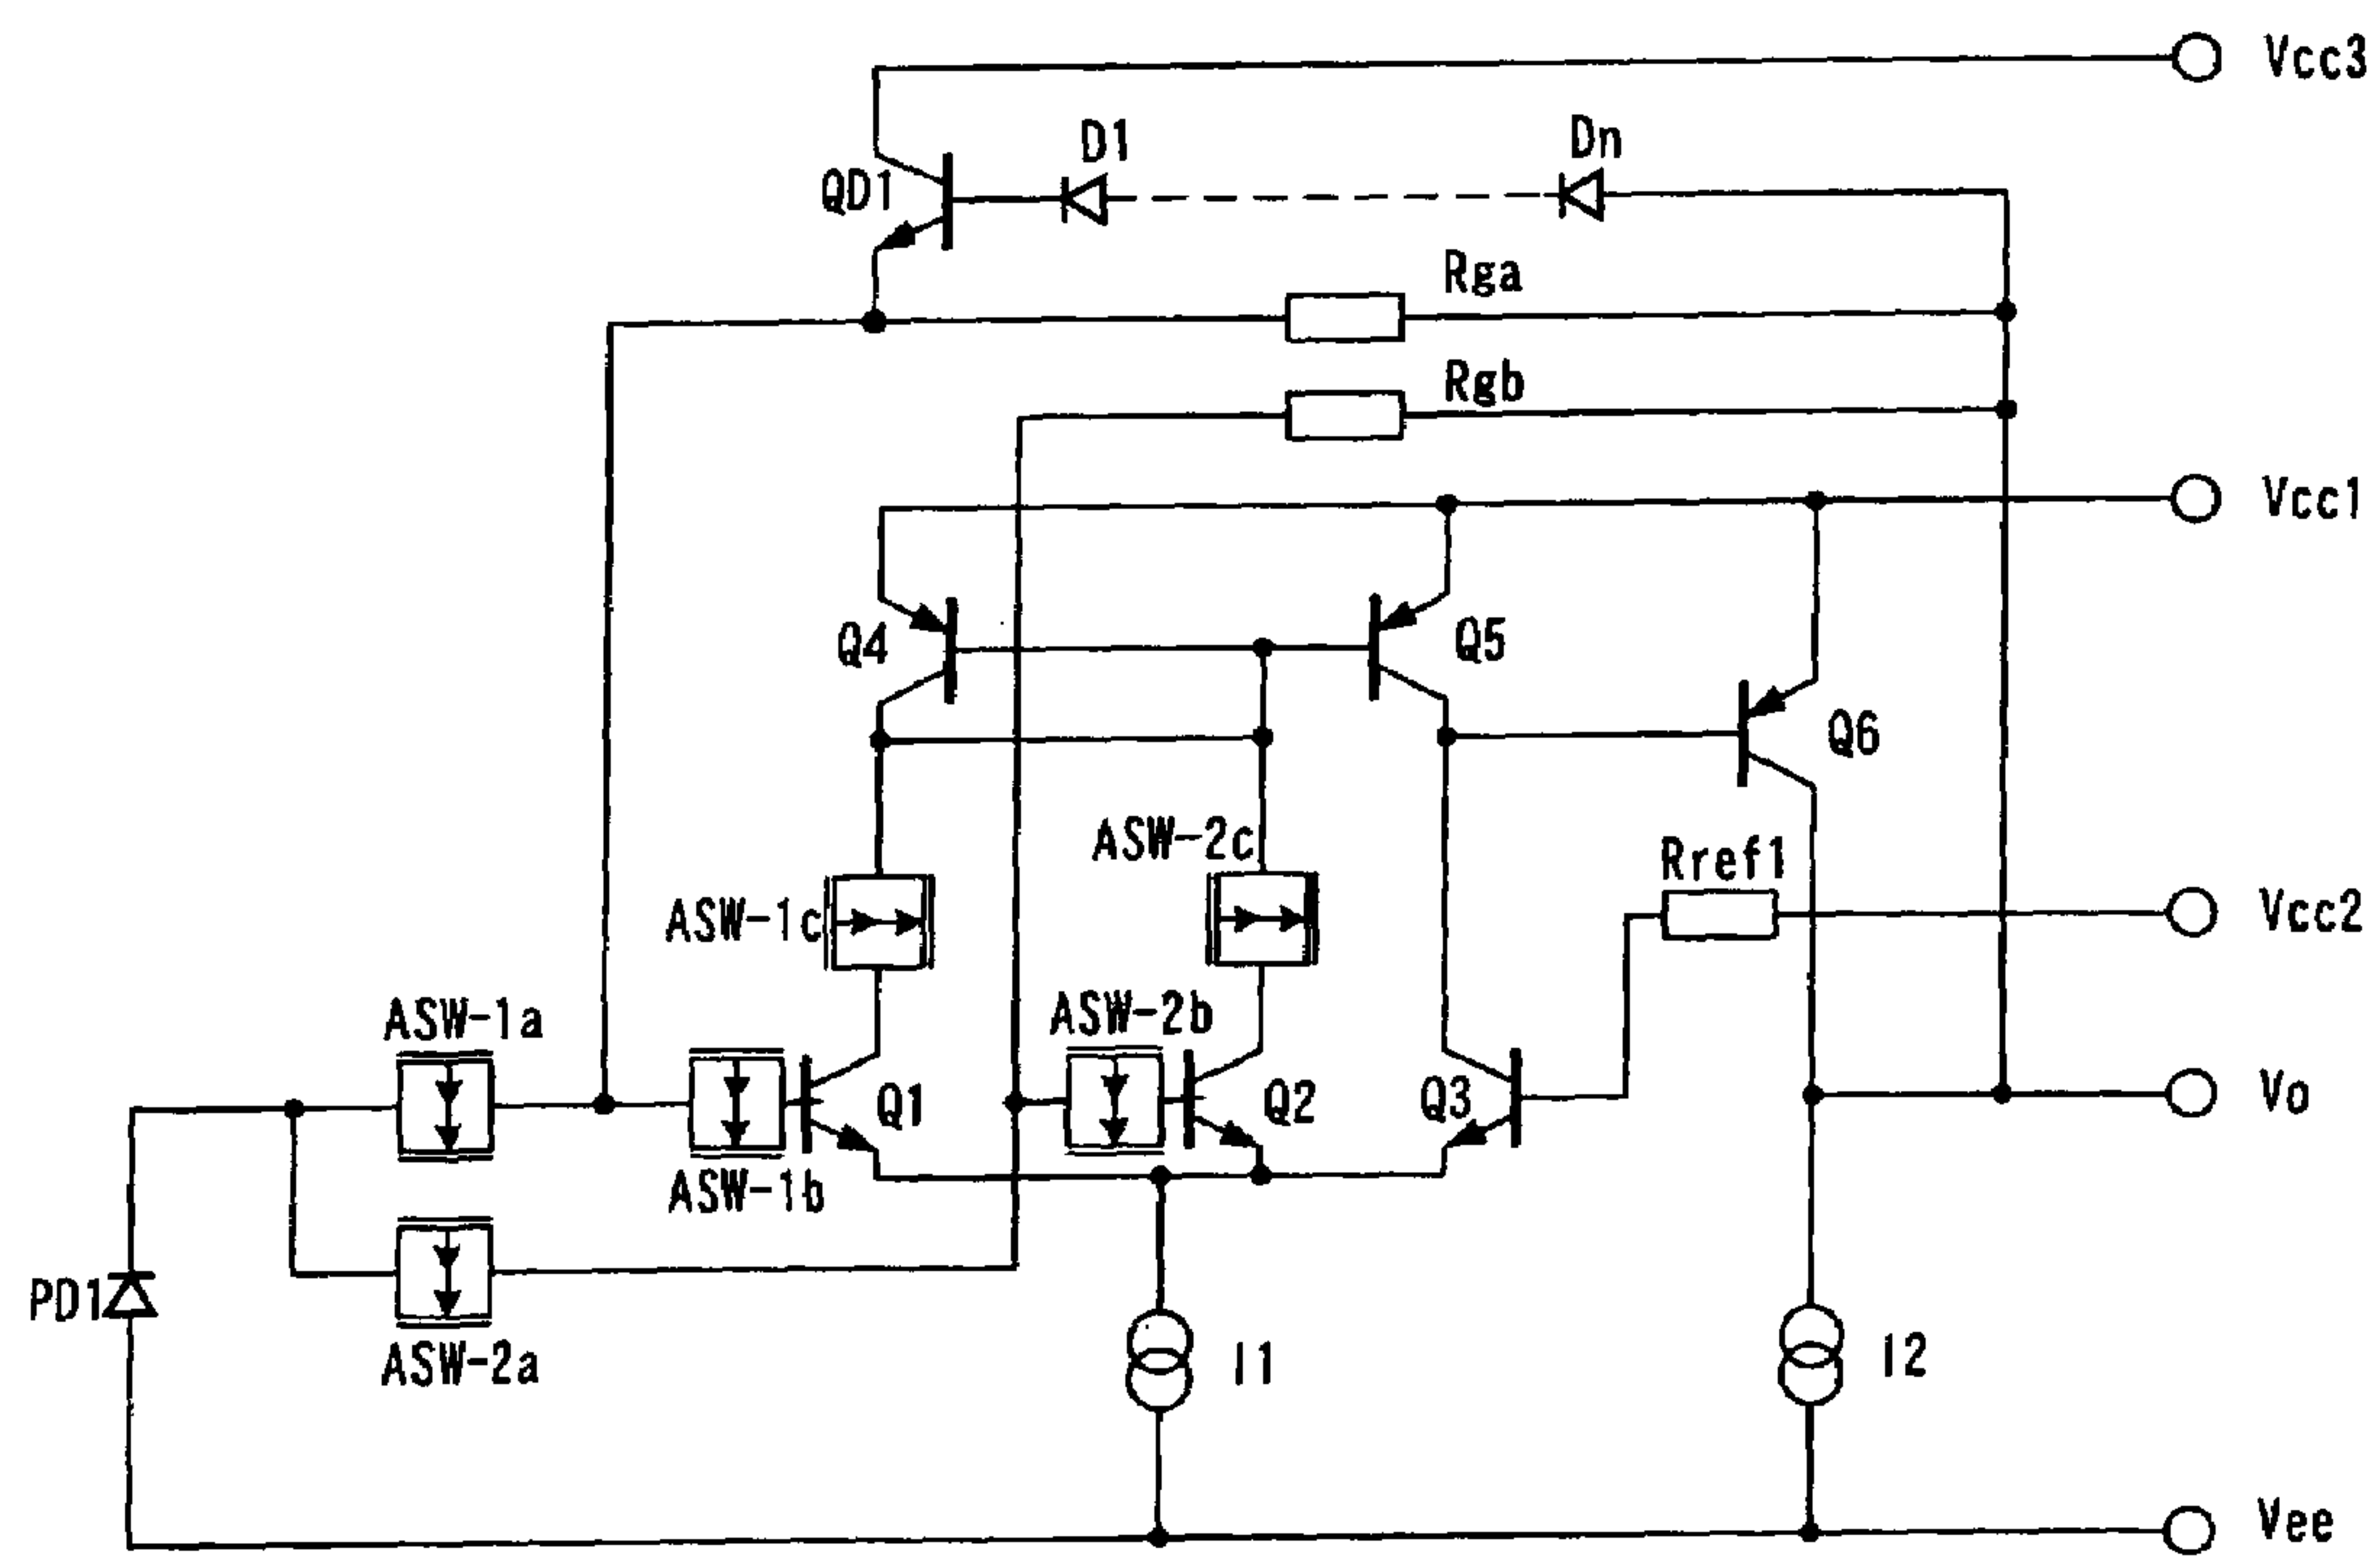 Vcc3
D1
Dn
QD1
Rga
Rgb
Vcc1
Q4
Q5
Q6
ASW-2c
Rref1
ASW-1c
Vcc2
ASW-1a
ASW-2b
Q1
Q2
Q3
Vo
ASW-1b
PD1
ASW-2a
I1
I2
Vee